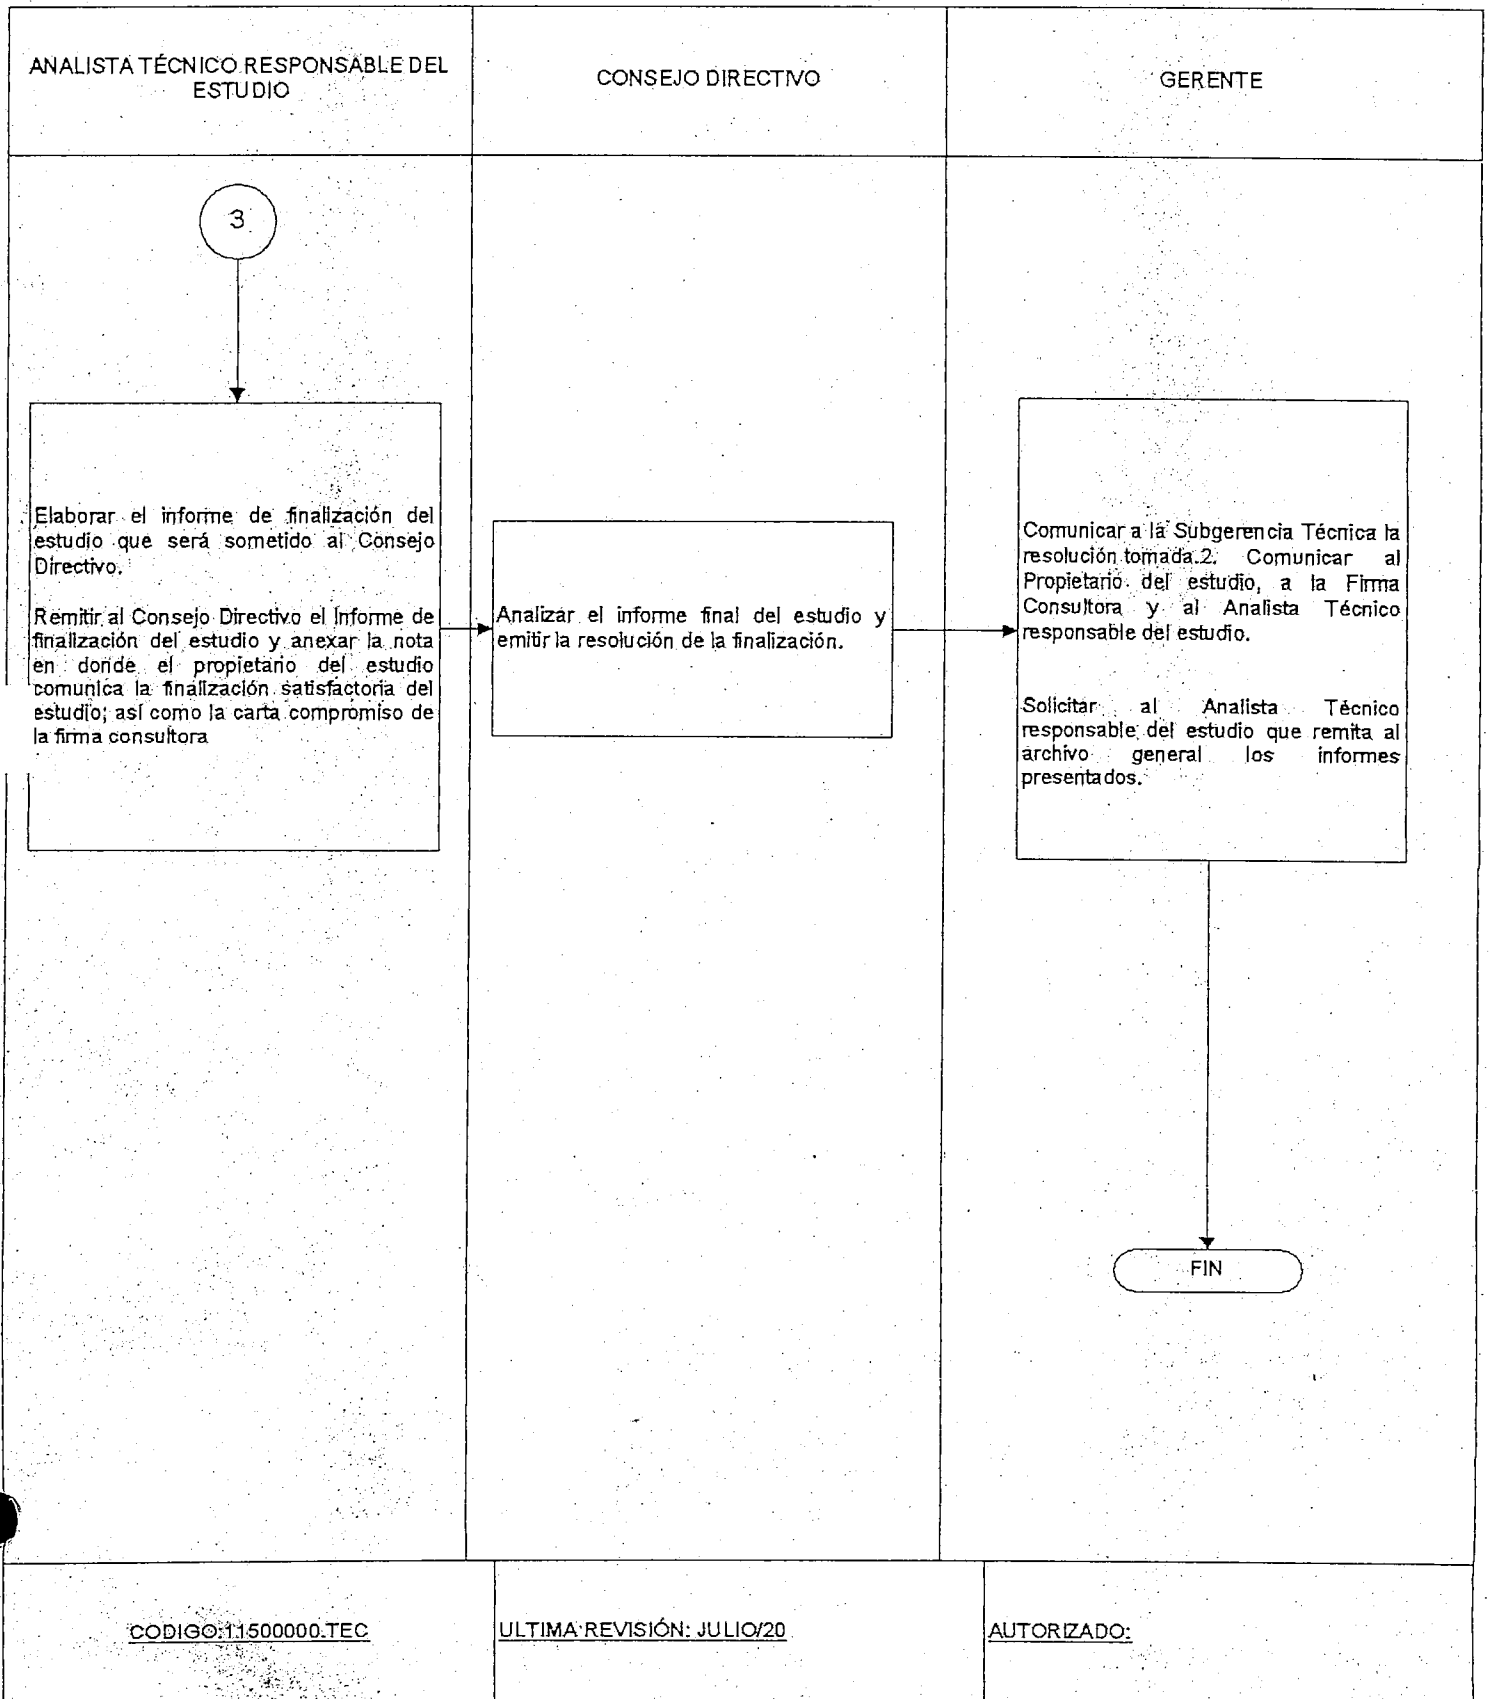 ANALISTA TÉCNICO RESPONSABLE DEL
ESTUDIO
CONSEJO DIRECTIVO
GERENTE
3
Elaborar el informe de finalización del
estudio que será sometido al Consejo
Directivo.
Remitir al Consejo Directivo el Informe de
finalización del estudio y anexar la nota
en donde el propietario del estudio
comunica la finalización satisfactoria del
estudio; así como la carta compromiso de
la firma consultora
Analizar el informe final del estudio y
emitir la resolución de la finalización.
Comunicar a la Subgerencia Técnica la
resolución tomada.2. Comunicar al
Propietario del estudio, a la Firma
Consultora y al Analista Técnico
responsable del estudio.
Solicitar al Analista Técnico
responsable del estudio que remita al
archivo general los informes
presentados.
FIN
CODIGO:11500000.TEC
ULTIMA REVISIÓN: JULIO/20
AUTORIZADO: